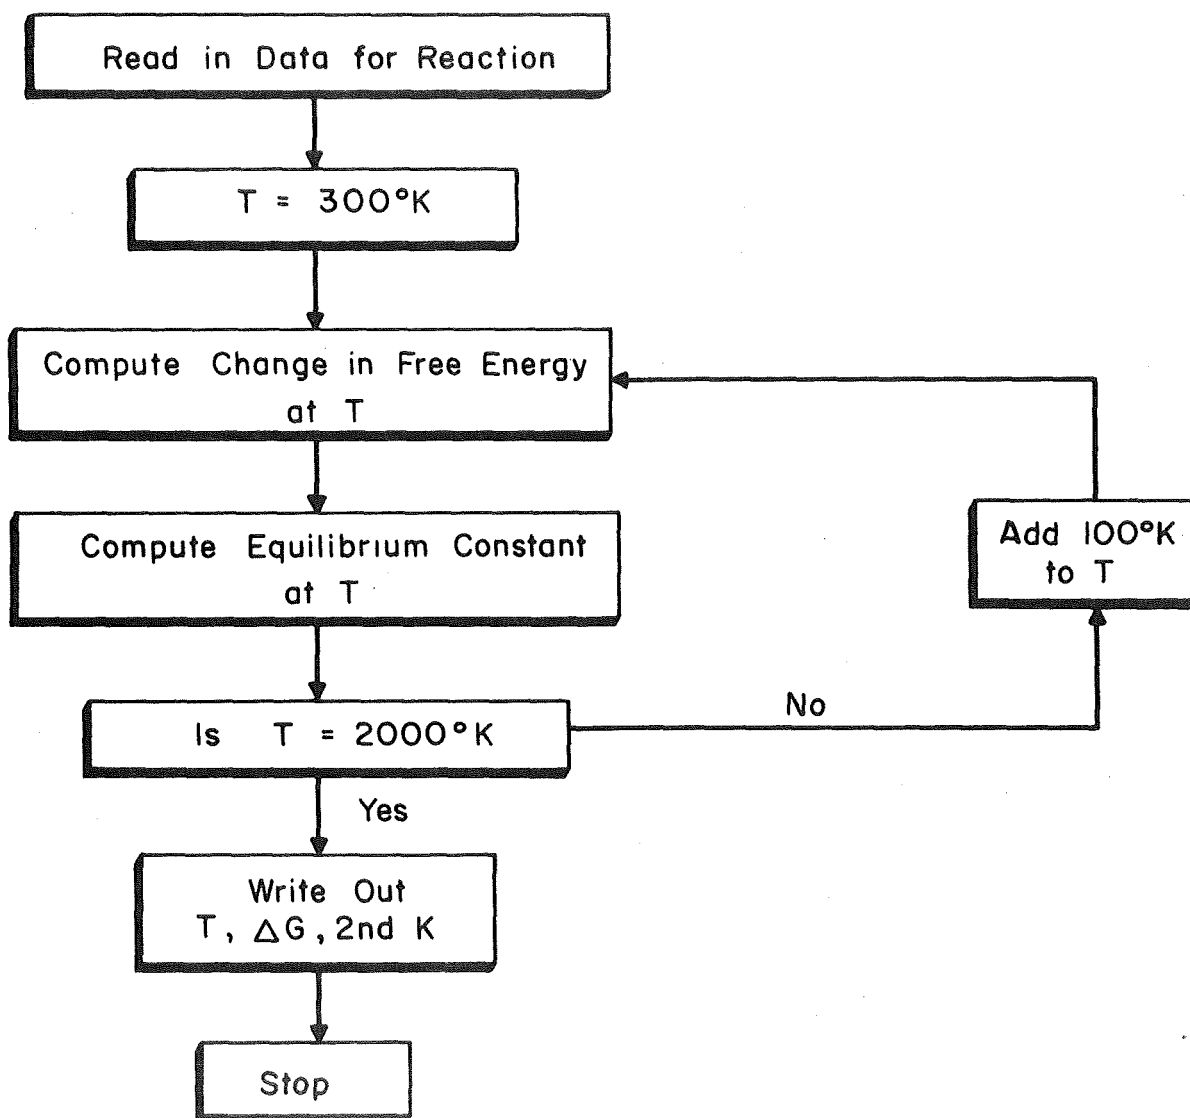 Read in Data for Reaction
T = 300°K
Compute Change in Free Energy
at T
Compute Equilibrium Constant
at T
Add 100°K
to T
Is T = 2000°K
No
Yes
Write Out
T, △G, 2nd K
Stop